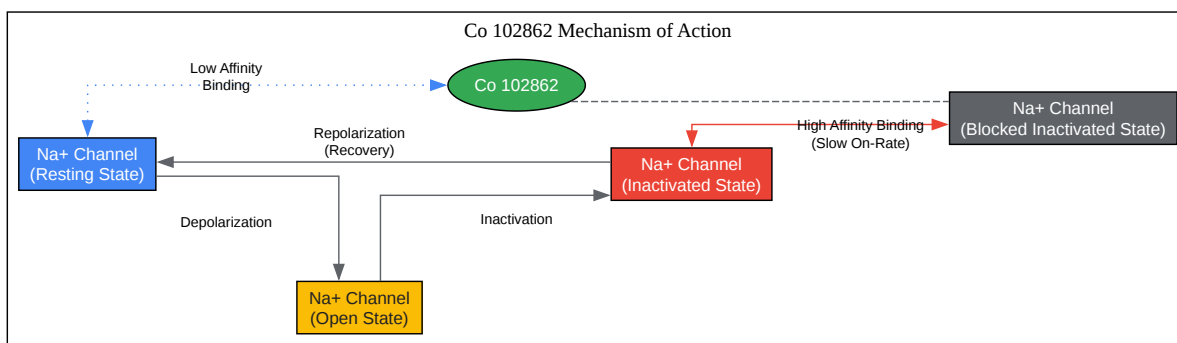 Co 102862 Mechanism of Action
Low Affinity
Binding
Co 102862
Na+ Channel
(Blocked Inactivated State)
High Affinity Binding
(Slow On-Rate)
Repolarization
(Recovery)
Na+ Channel
(Resting State)
Na+ Channel
(Inactivated State)
Depolarization
Inactivation
Na+ Channel
(Open State)